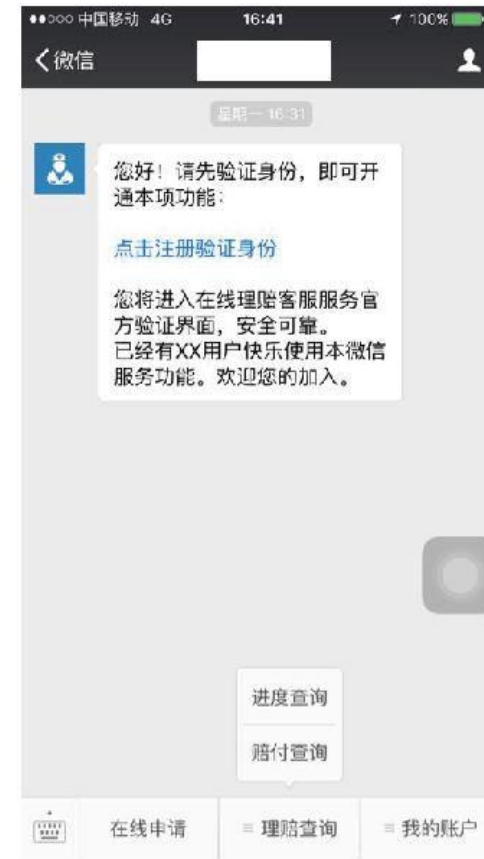 中国移动 4G 16:41 100%
微信
星期一 16:31
您好！请先验证身份，即可开
通本项功能：
点击注册验证身份
您将进入在线理赔客服服务官
方验证界面，安全可靠。
已经有XX用户快乐使用本微信
服务功能。欢迎您的加入。
进度查询
赔付查询
在线申请 理赔查询 我的账户